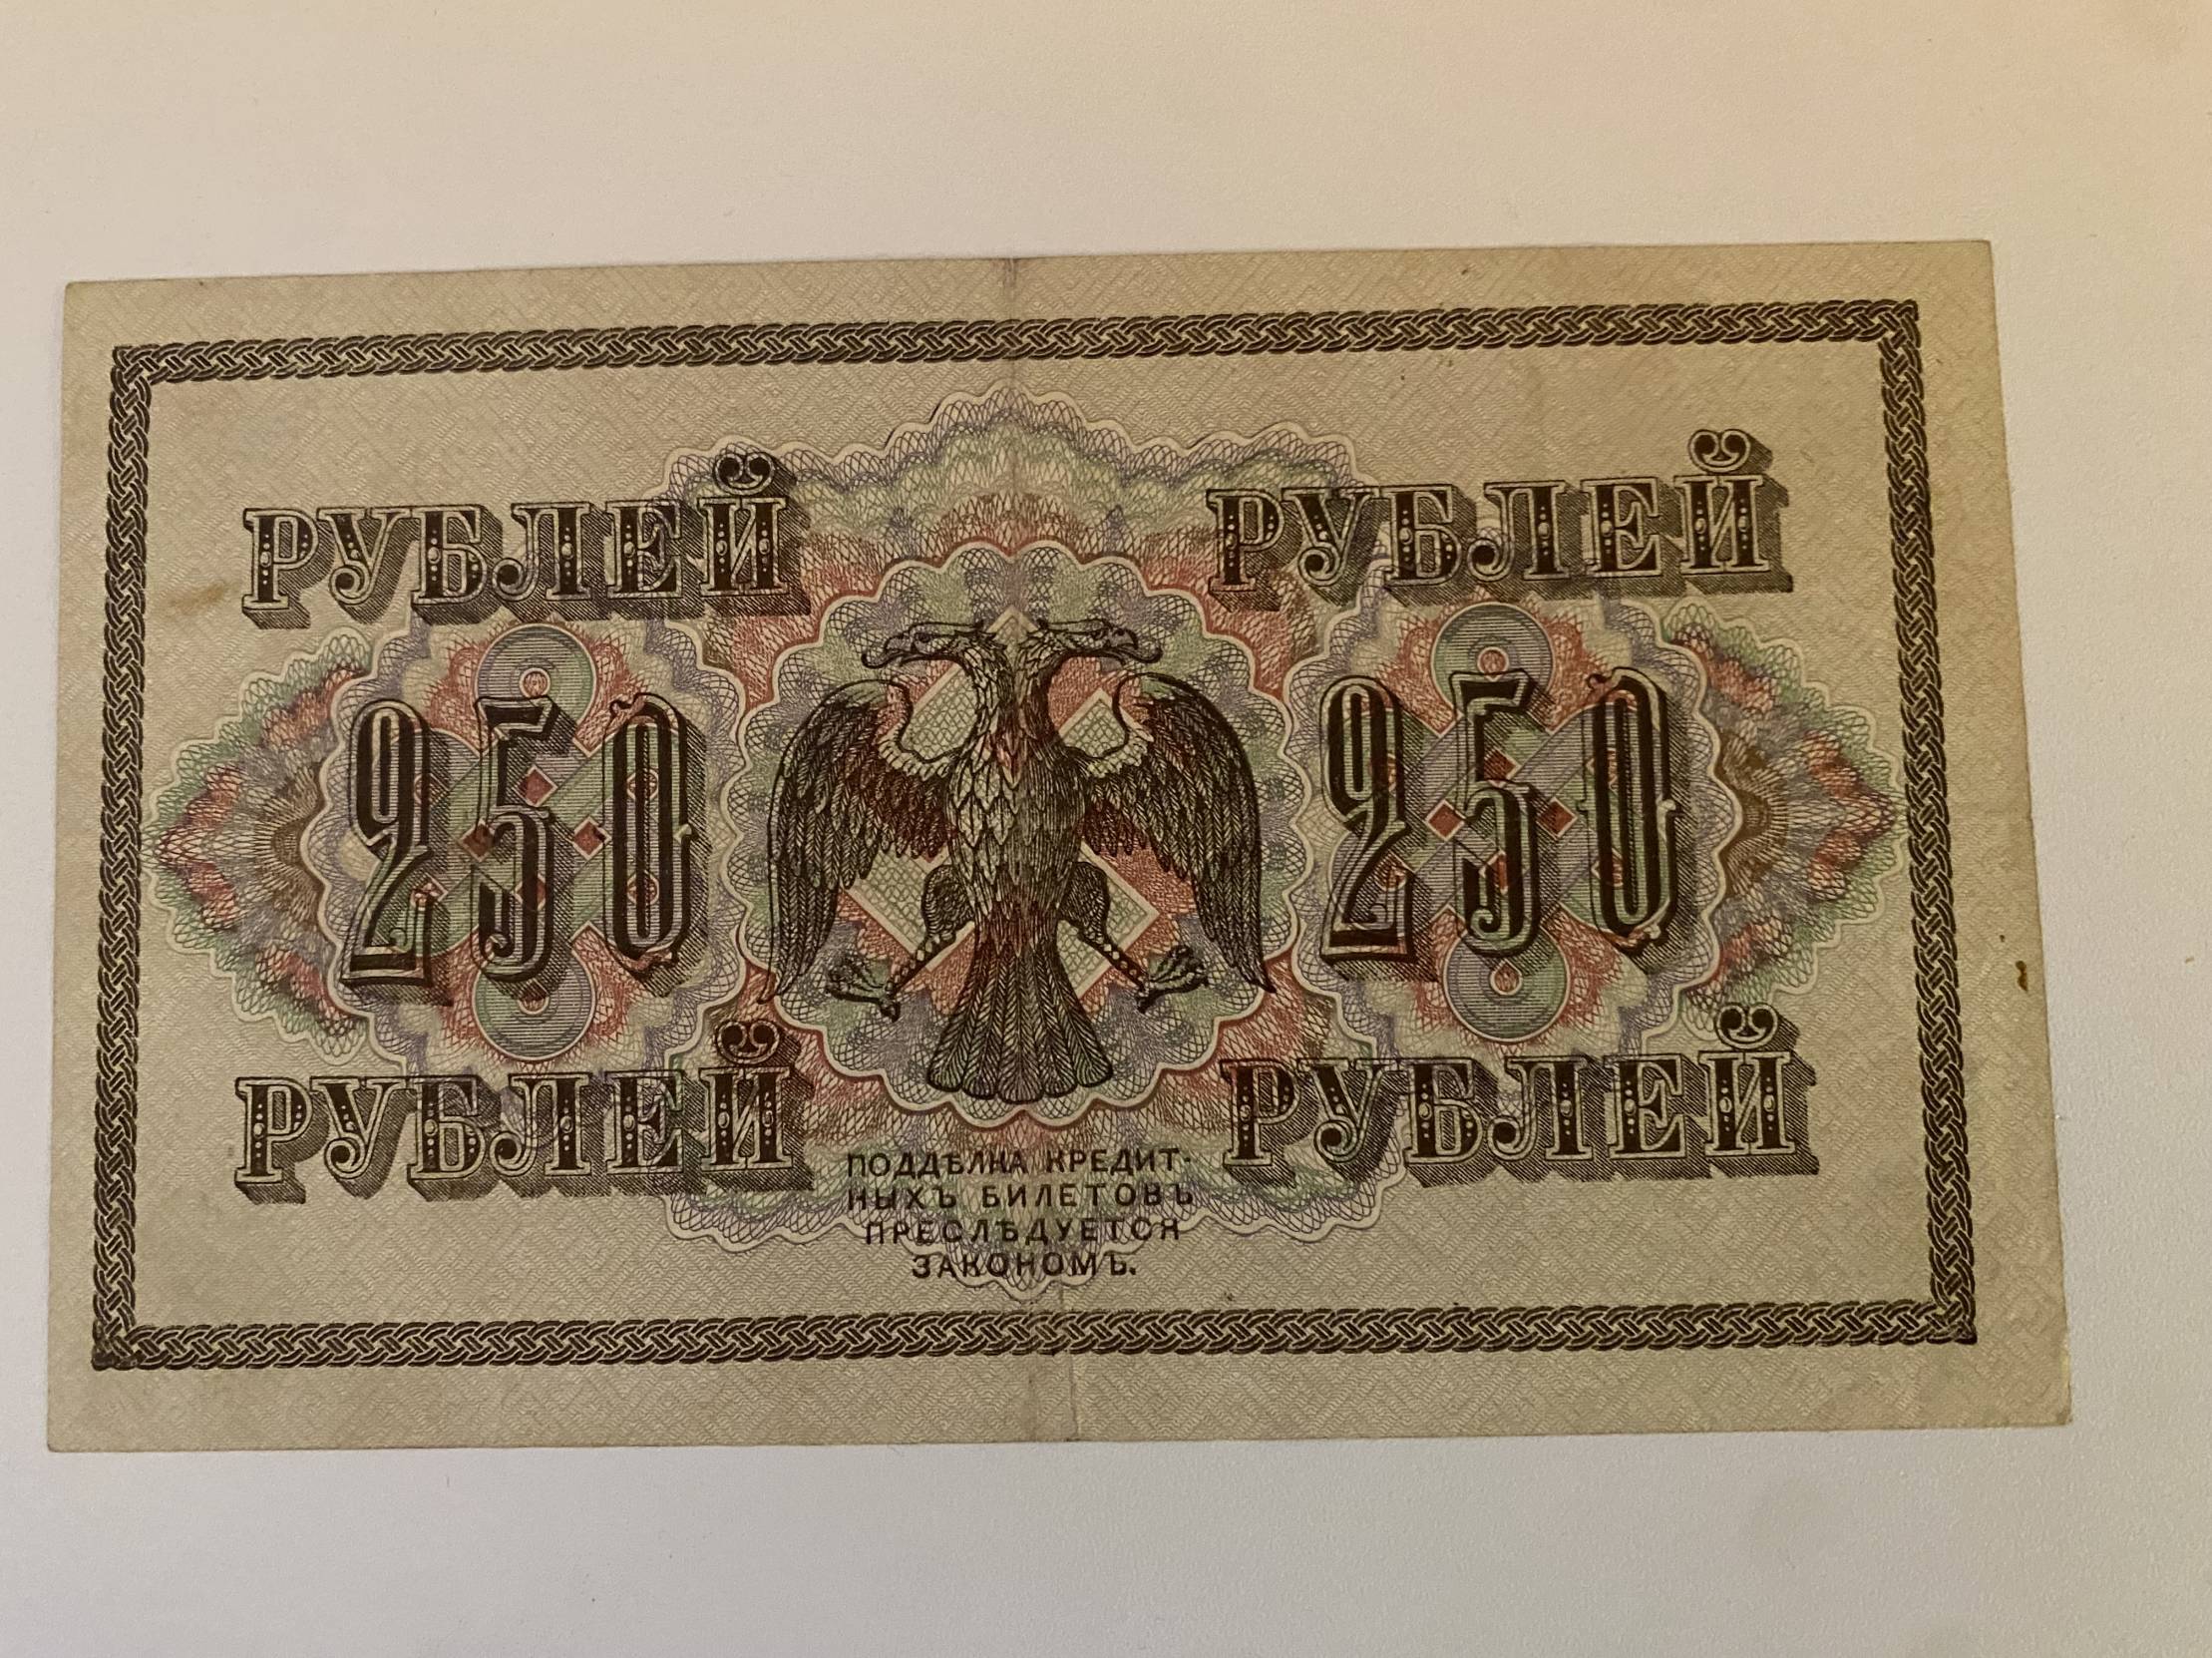 РУБЛЕЙ РУБЛЕЙ
250 250
РУБЛЕЙ РУБЛЕЙ
ПОДДѢЛКА КРЕДИТ-
НЫХЪ БИЛЕТОВЪ
ПРЕСЛѢДУЕТСЯ
ЗАКОНОМЪ.